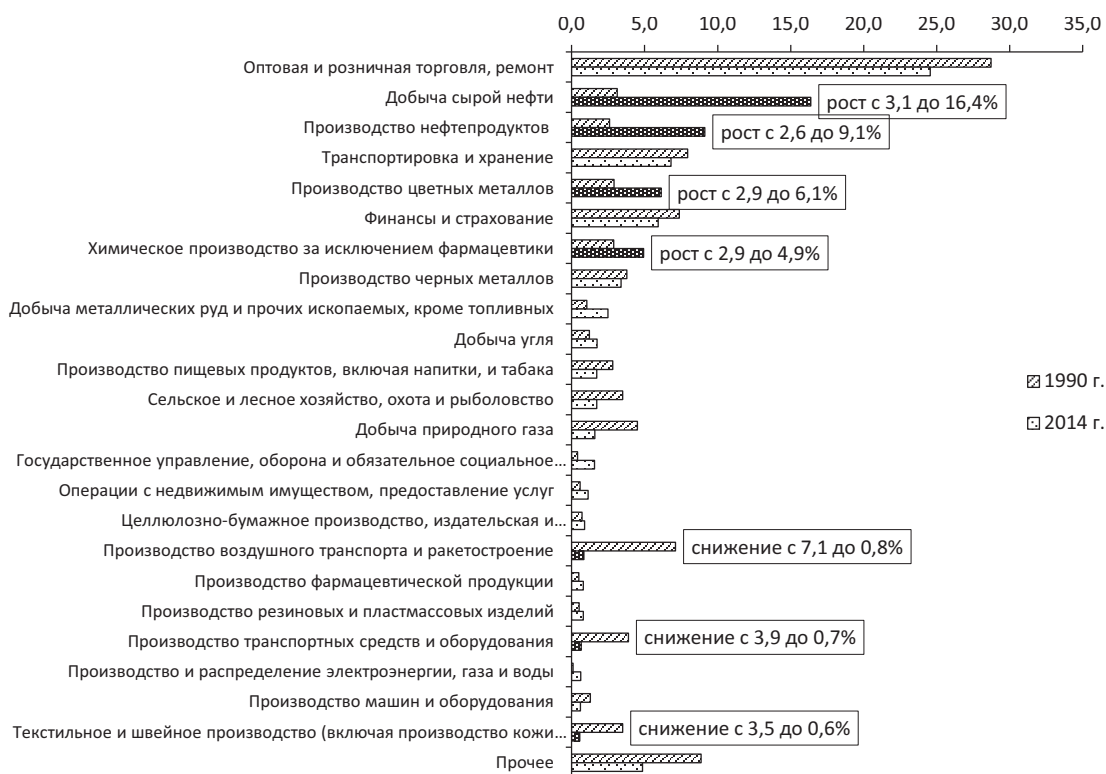 0,0 5,0 10,0 15,0 20,0 25,0 30,0 35,0
Оптовая и розничная торговля, ремонт
Добыча сырой нефти
рост с 3,1 до 16,4%
Производство нефтепродуктов
рост с 2,6 до 9,1%
Транспортировка и хранение
Производство цветных металлов
рост с 2,9 до 6,1%
Финансы и страхование
Химическое производство за исключением фармацевтики
рост с 2,9 до 4,9%
Производство черных металлов
Добыча металлических руд и прочих ископаемых, кроме топливных
Добыча угля
Производство пищевых продуктов, включая напитки, и табака
1990 г.
Сельское и лесное хозяйство, охота и рыболовство
2014 г.
Добыча природного газа
Государственное управление, оборона и обязательное социальное...
Операции с недвижимым имуществом, предоставление услуг
Целлюлозно-бумажное производство, издательская и...
Производство воздушного транспорта и ракетостроение
снижение с 7,1 до 0,8%
Производство фармацевтической продукции
Производство резиновых и пластмассовых изделий
Производство транспортных средств и оборудования
снижение с 3,9 до 0,7%
Производство и распределение электроэнергии, газа и воды
Производство машин и оборудования
Текстильное и швейное производство (включая производство кожи...
снижение с 3,5 до 0,6%
Прочее